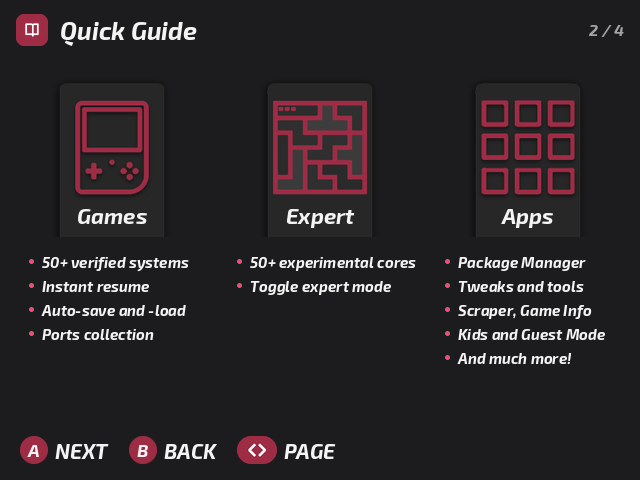 Quick Guide
2 / 4
Games
50+ verified systems
Instant resume
Auto-save and -load
Ports collection
Expert
50+ experimental cores
Toggle expert mode
Apps
Package Manager
Tweaks and tools
Scraper, Game Info
Kids and Guest Mode
And much more!
A NEXT B BACK <> PAGE